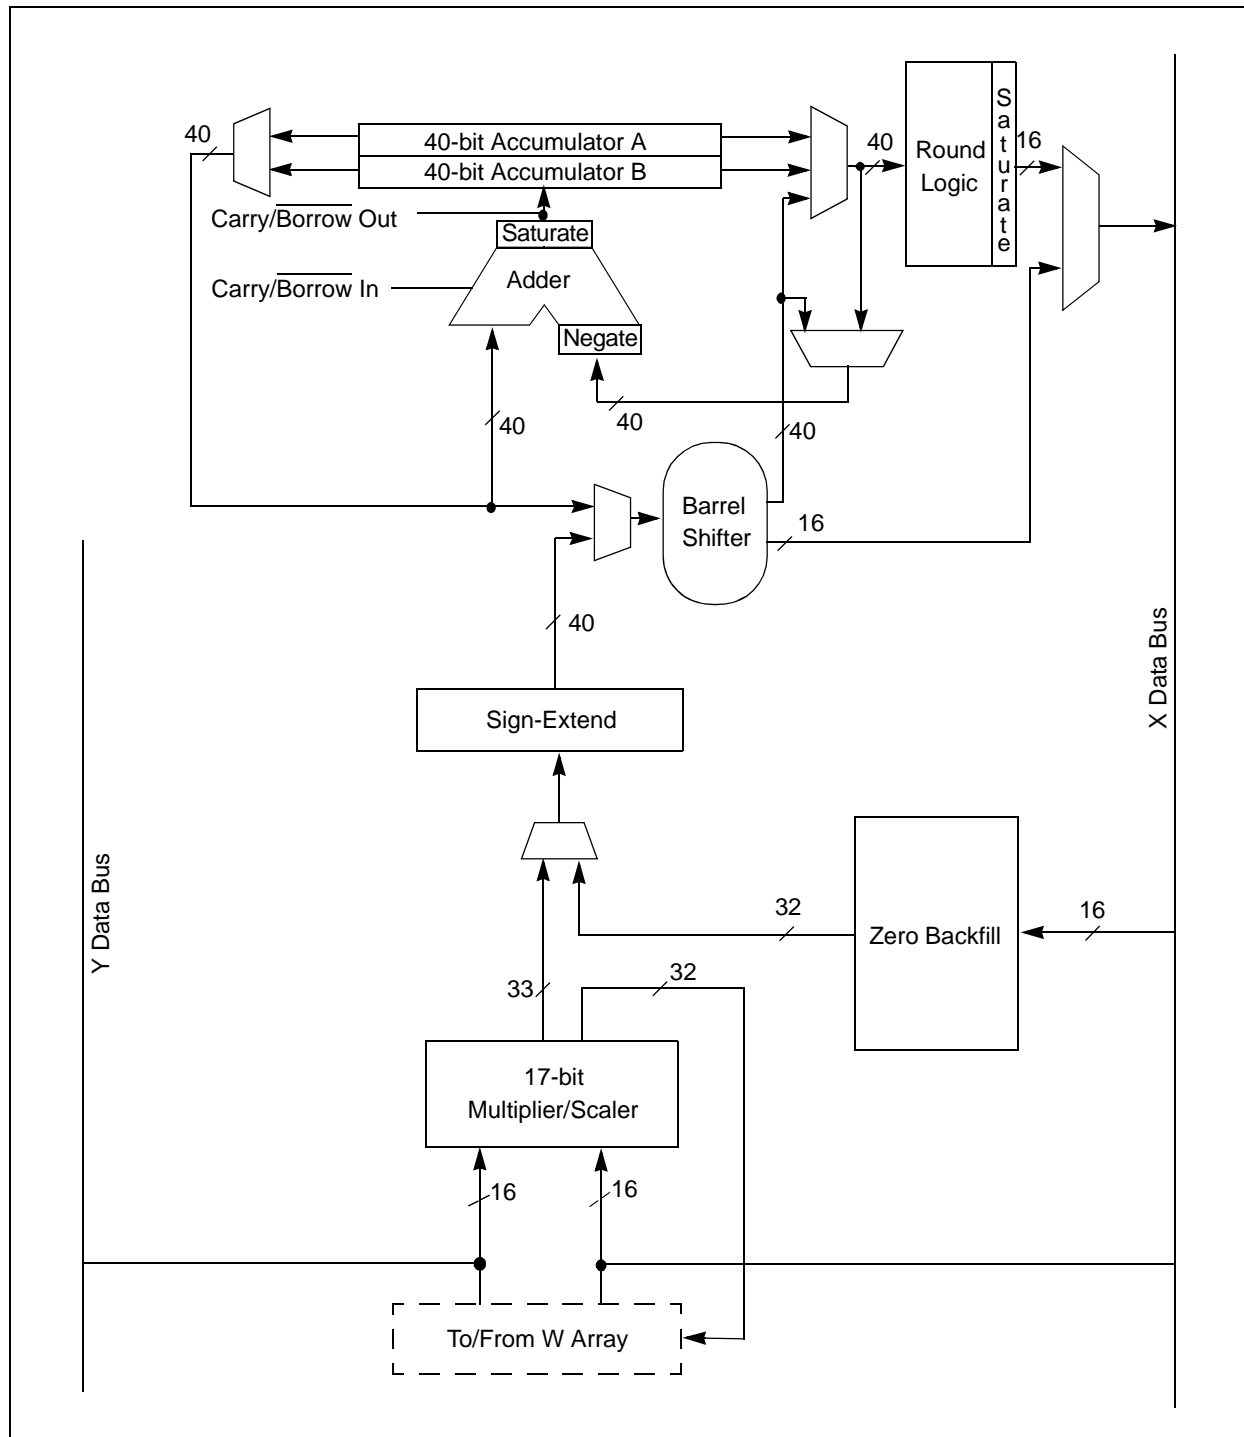 40
40-bit Accumulator A
40-bit Accumulator B
40
Round
Logic
Saturate
16
Carry/Borrow Out
Saturate
Carry/Borrow In
Adder
Negate
40
40
40
Barrel
Shifter
16
40
Sign-Extend
X Data Bus
Y Data Bus
32
Zero Backfill
16
33
32
17-bit
Multiplier/Scaler
16
16
To/From W Array